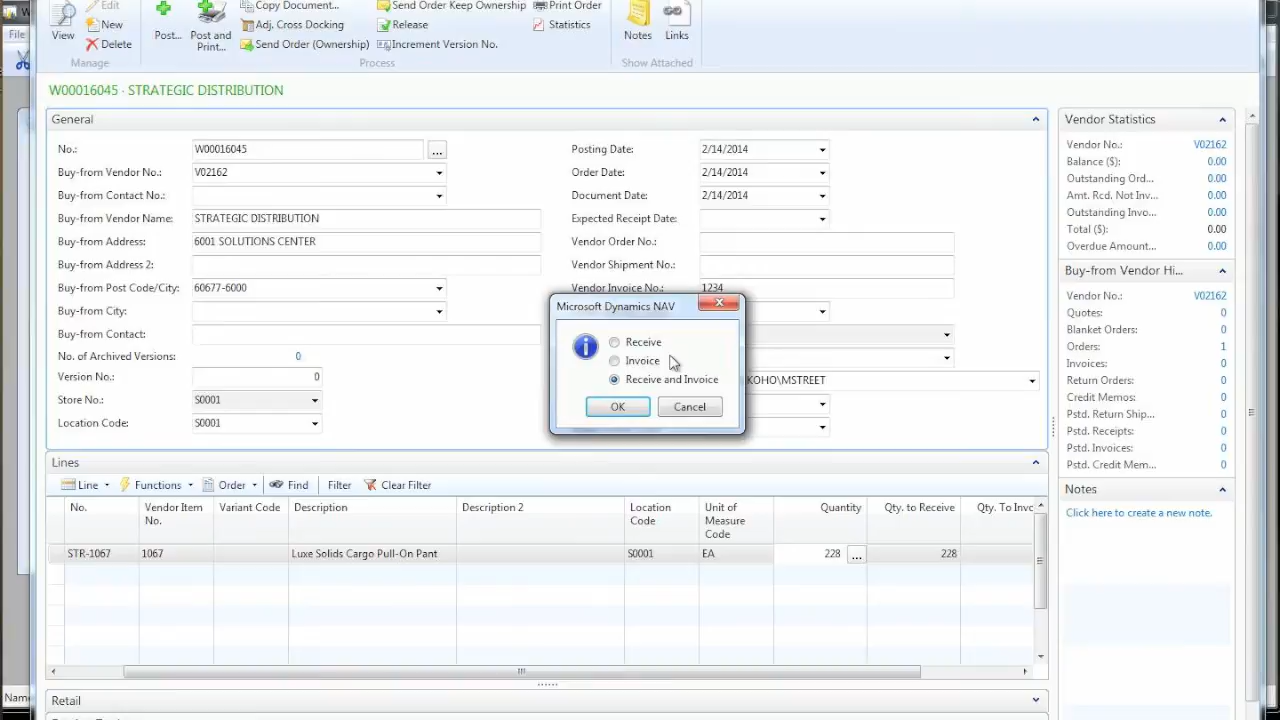 Edit
Copy Document...
Send Order Keep Ownership
Print Order
New
Adj. Cross Docking
Release
Statistics
View
Delete
Post...
Post and Print...
Send Order (Ownership)
Increment Version No.
Notes
Links
Manage
Process
Show Attached
File
W00016045 · STRATEGIC DISTRIBUTION
General
No.: W00016045 ...
Buy-from Vendor No.: V02162
Buy-from Contact No.:
Buy-from Vendor Name: STRATEGIC DISTRIBUTION
Buy-from Address: 6001 SOLUTIONS CENTER
Buy-from Address 2:
Buy-from Post Code/City: 60677-6000
Buy-from City:
Buy-from Contact:
No. of Archived Versions: 0
Version No.: 0
Store No.: S0001
Location Code: S0001
Posting Date: 2/14/2014
Order Date: 2/14/2014
Document Date: 2/14/2014
Expected Receipt Date:
Vendor Order No.:
Vendor Shipment No.:
Vendor Invoice No.: 1234
KOHO\MSTREET
Microsoft Dynamics NAV
Receive
Invoice
Receive and Invoice
OK Cancel
Lines
Line Functions Order Find Filter Clear Filter
No. Vendor Item No. Variant Code Description Description 2 Location Code Unit of Measure Code Quantity Qty. to Receive Qty. To Invo
STR-1067 1067 Luxe Solids Cargo Pull-On Pant S0001 EA 228 ... 228
Retail
Vendor Statistics
Vendor No.: V02162
Balance ($): 0.00
Outstanding Ord... 0.00
Amt. Rcd. Not Inv... 0.00
Outstanding Invo... 0.00
Total ($): 0.00
Overdue Amount... 0.00
Buy-from Vendor Hi...
Vendor No.: V02162
Quotes: 0
Blanket Orders: 0
Orders: 1
Invoices: 0
Return Orders: 0
Credit Memos: 0
Pstd. Return Ship... 0
Pstd. Receipts: 0
Pstd. Invoices: 0
Pstd. Credit Mem... 0
Notes
Click here to create a new note.
Name